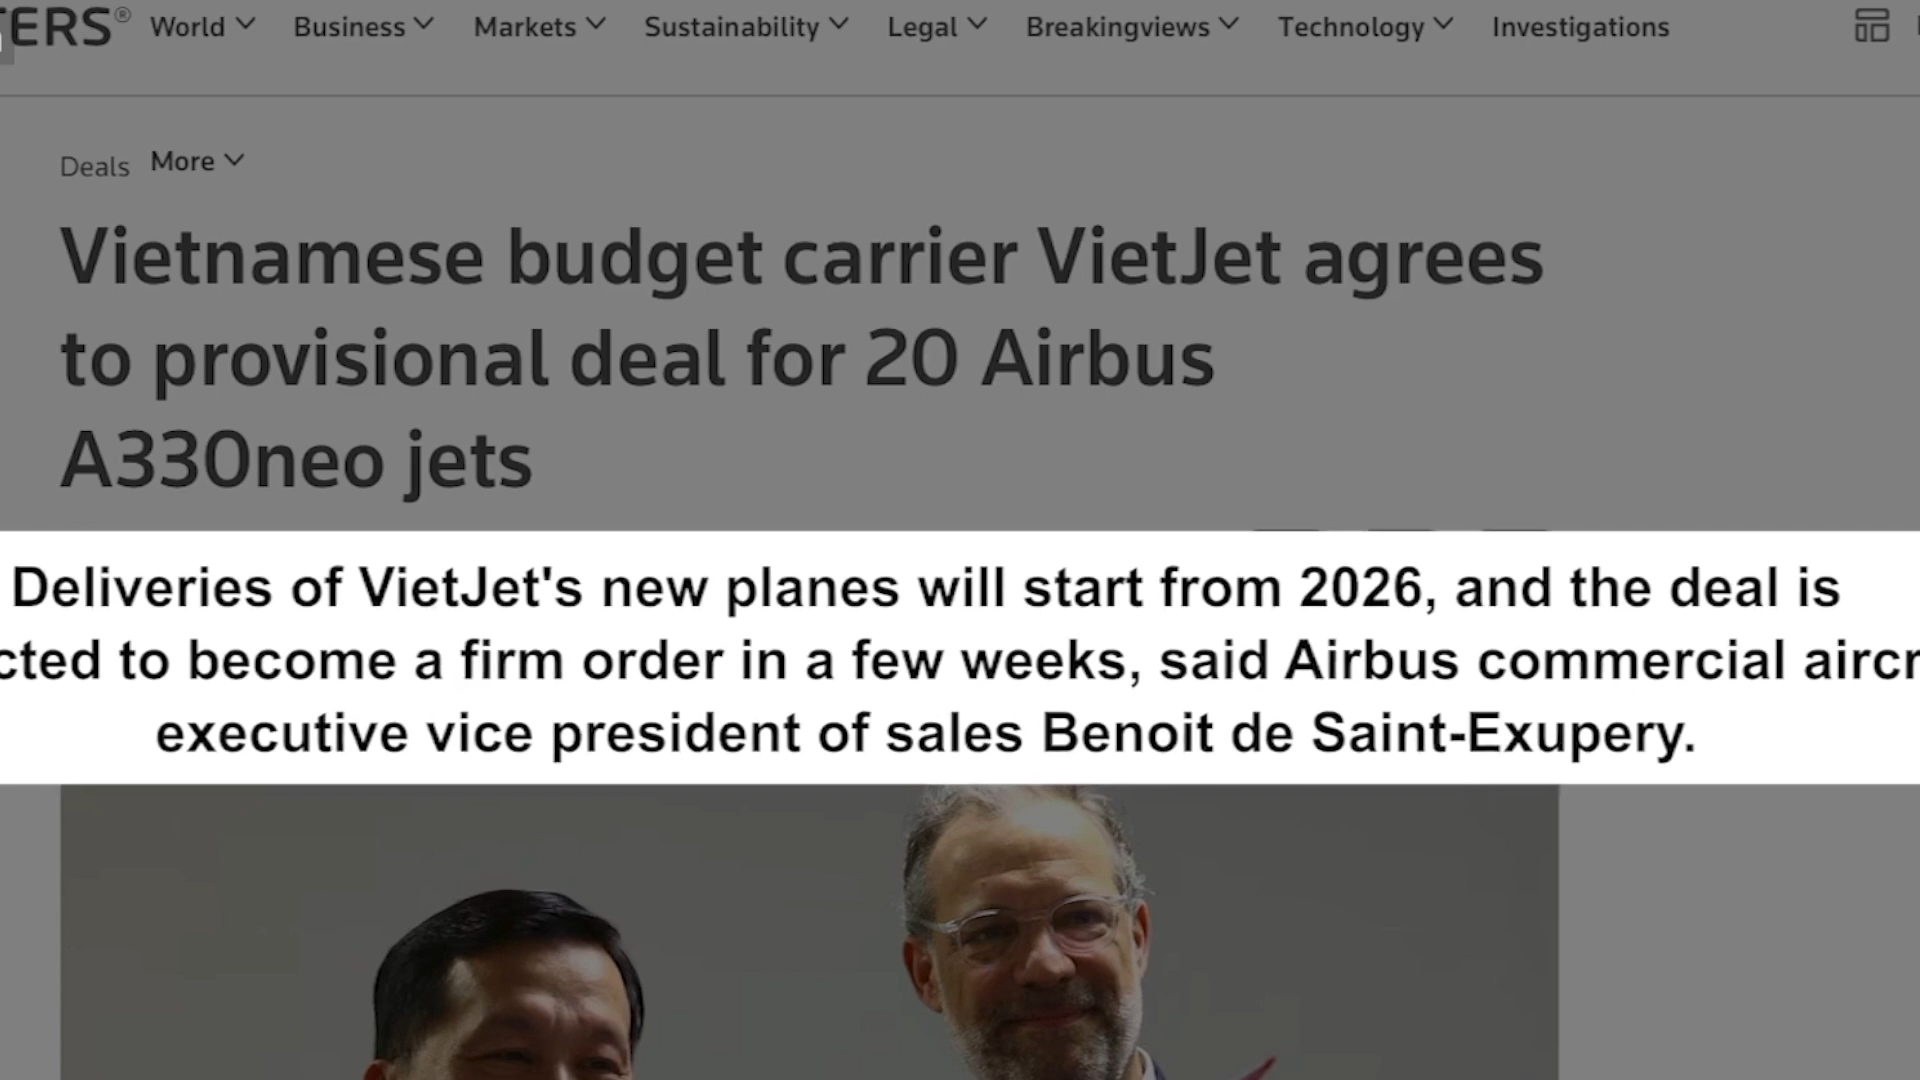 TERS® World Business Markets Sustainability Legal Breakingviews Technology Investigations
Deals More
Vietnamese budget carrier VietJet agrees
to provisional deal for 20 Airbus
A330neo jets
Deliveries of VietJet's new planes will start from 2026, and the deal is
cted to become a firm order in a few weeks, said Airbus commercial aircr
executive vice president of sales Benoit de Saint-Exupery.